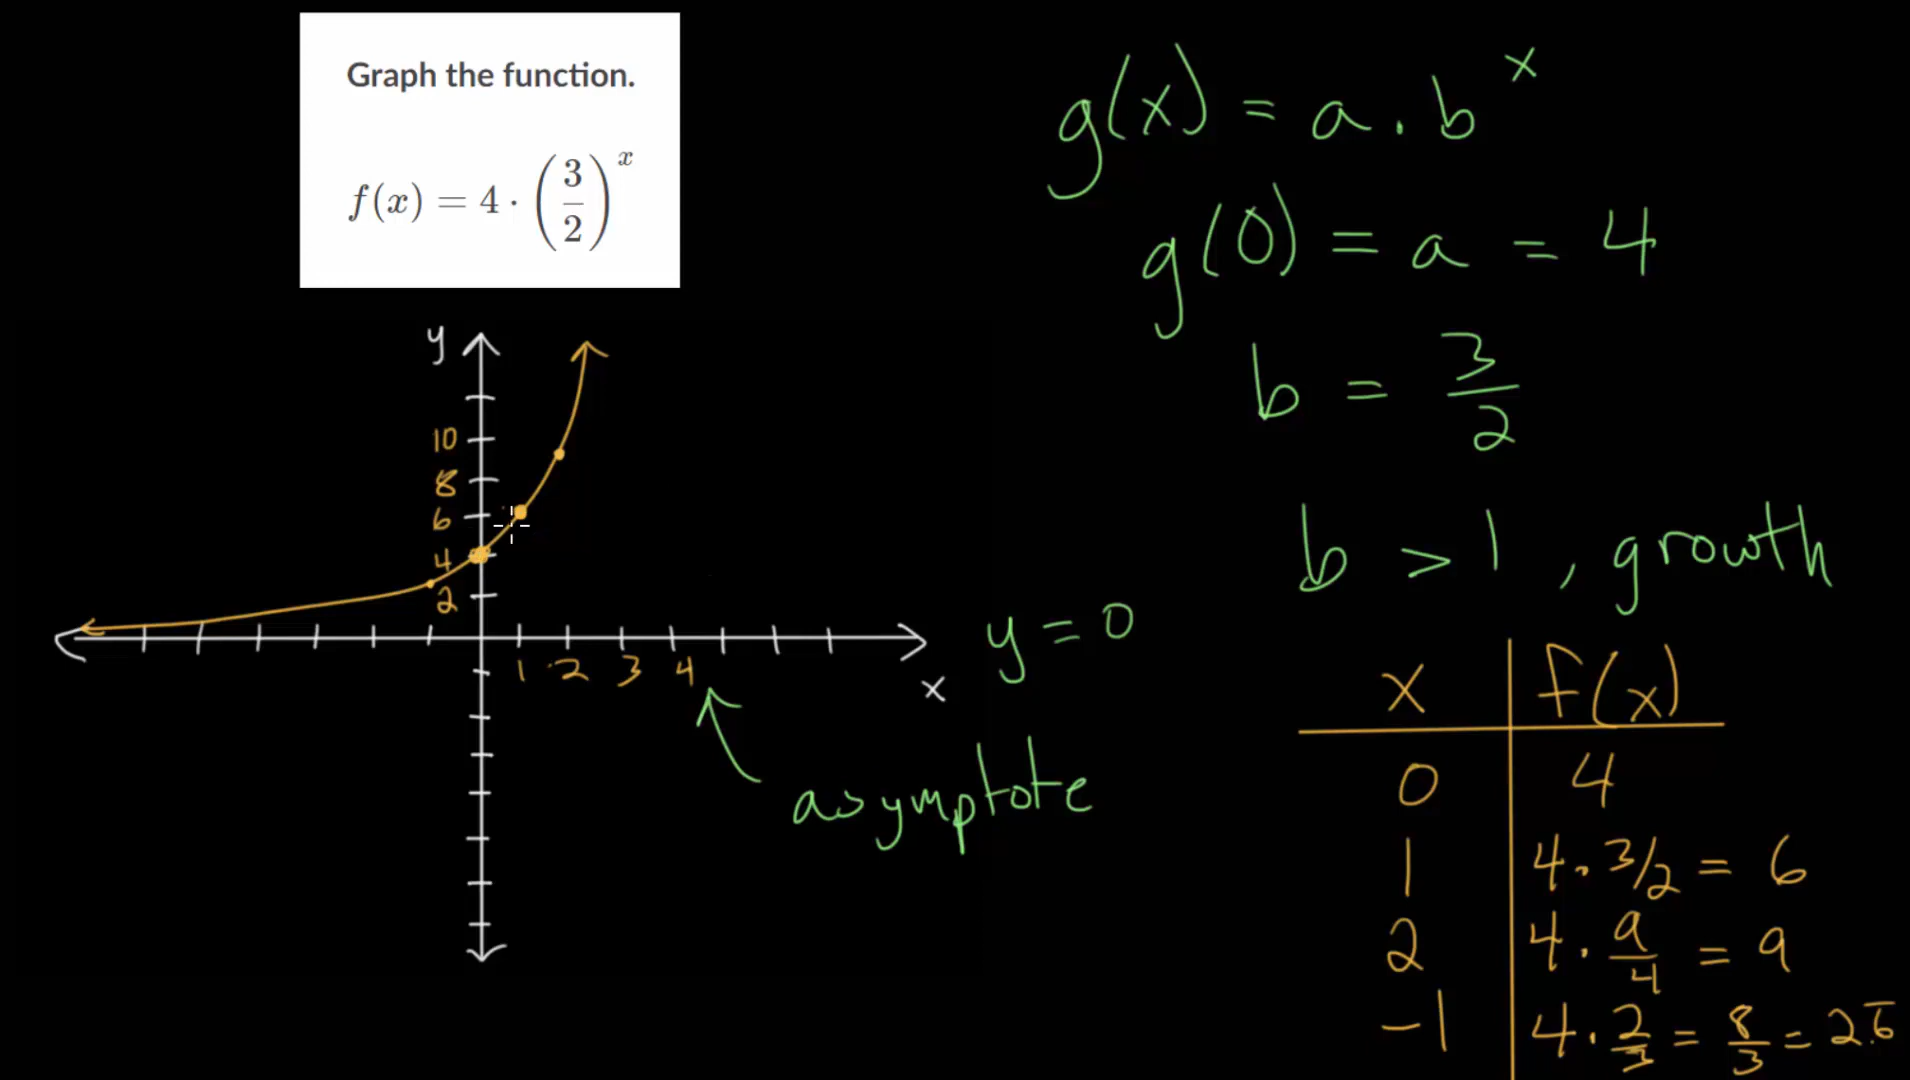 Graph the function.
f(x) = 4 · (3/2)^x
g(x) = a · b^x
g(0) = a = 4
b = 3/2
b > 1, growth
y
10
8
6
4
2
1 2 3 4
x
y = 0
asymptote
x | f(x)
0 | 4
1 | 4 · 3/2 = 6
2 | 4 · 9/4 = 9
-1 | 4 · 2/3 = 8/3 = 2.6̅